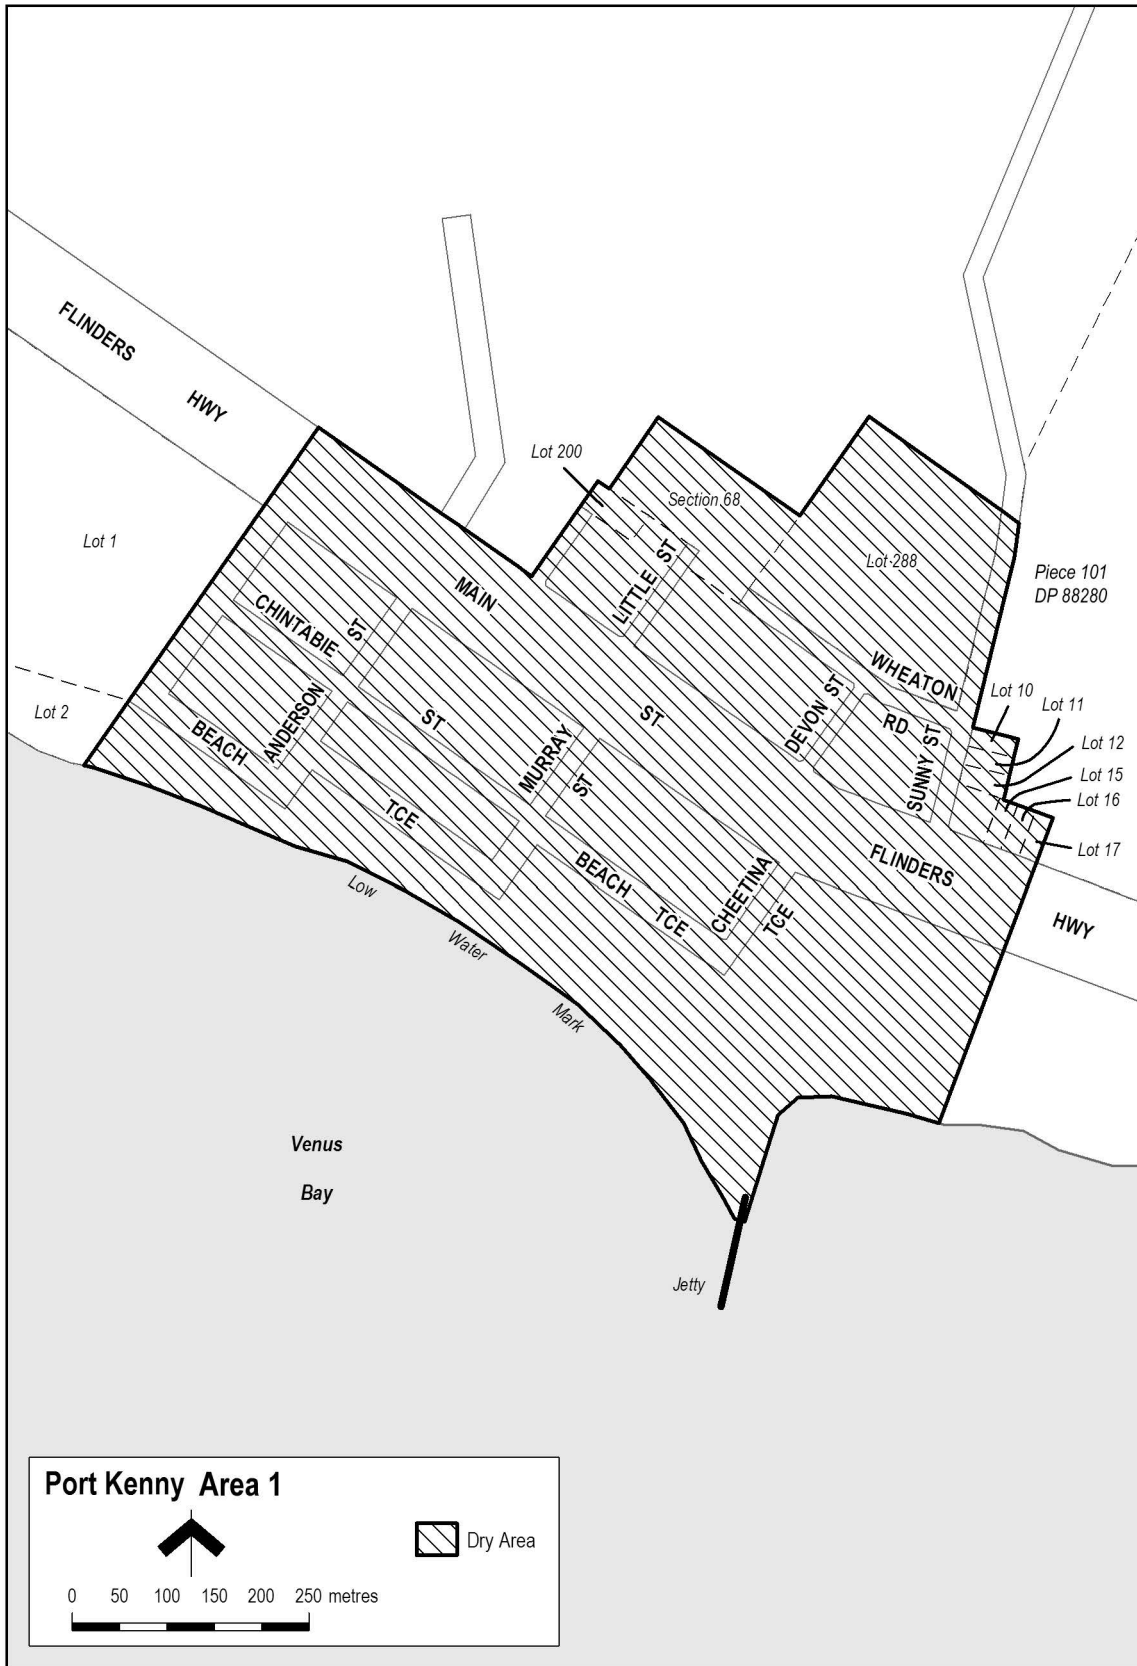 FLINDERS
HWY
Lot 200
Section 68
Lot 1
MAIN
LITTLE ST
Lot 288
Piece 101
DP 88280
CHINTABIE
ST
WHEATON
RD
Lot 10
Lot 11
Lot 2
ANDERSON
BEACH
ST
MURRAY
ST
ST
DEVON ST
SUNNY ST
Lot 12
Lot 15
Lot 16
Lot 17
TCE
BEACH
TCE
CHEETINA
TCE
FLINDERS
HWY
Low
Water
Mark
Venus
Bay
Jetty
Port Kenny Area 1
Dry Area
0 50 100 150 200 250 metres